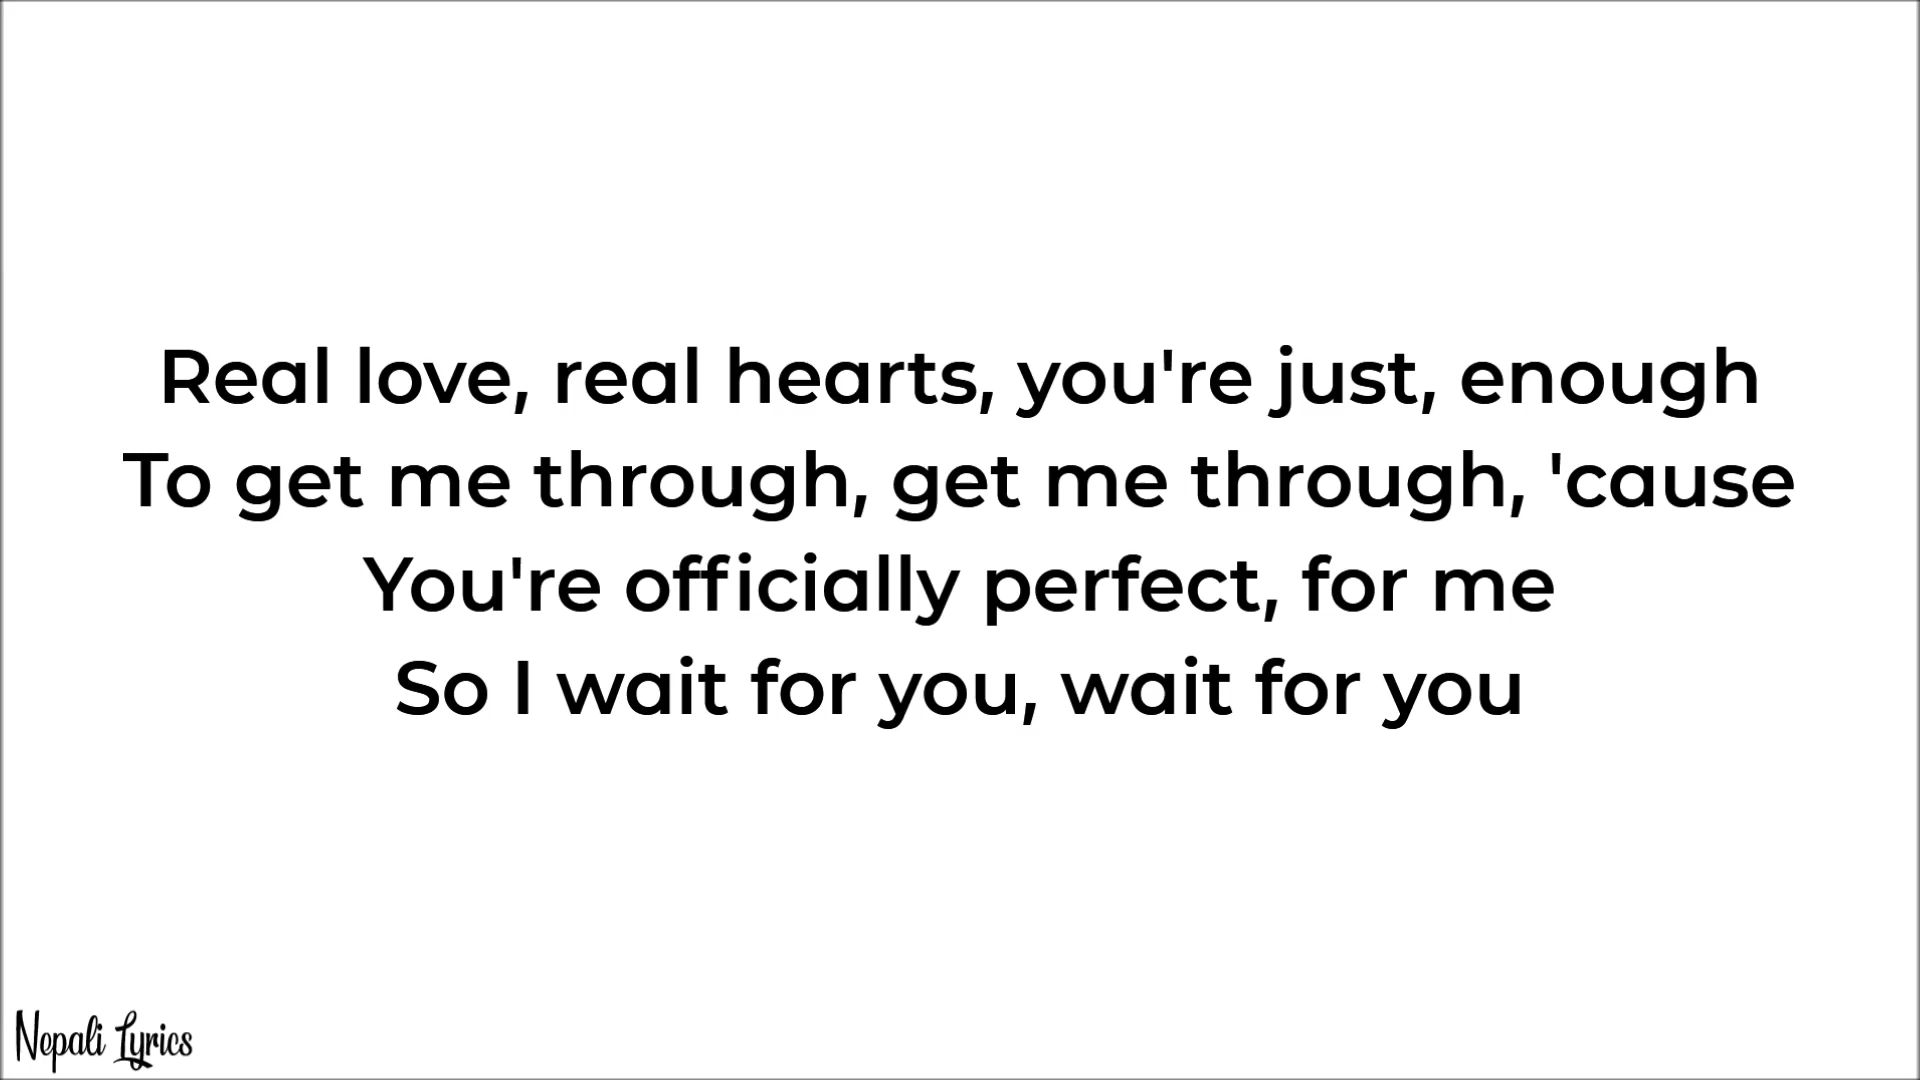 Real love, real hearts, you're just, enough
To get me through, get me through, 'cause
You're officially perfect, for me
So I wait for you, wait for you
Nepali Lyrics